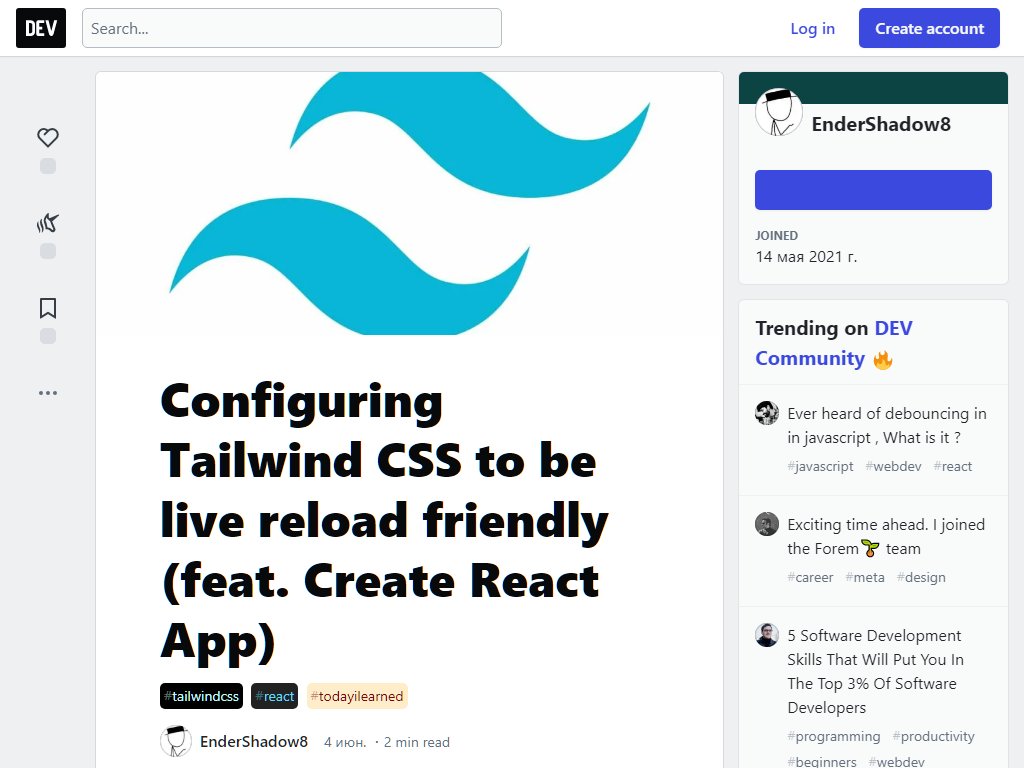 DEV
Search...
Log in
Create account
EnderShadow8
JOINED
14 мая 2021 г.
Trending on DEV
Community 🔥
Ever heard of debouncing in
in javascript , What is it ?
#javascript #webdev #react
Exciting time ahead. I joined
the Forem🌱 team
#career #meta #design
5 Software Development
Skills That Will Put You In
The Top 3% Of Software
Developers
#programming #productivity
#beginners #webdev
Configuring
Tailwind CSS to be
live reload friendly
(feat. Create React
App)
#tailwindcss #react #todayilearned
EnderShadow8 4 июн. ・2 min read